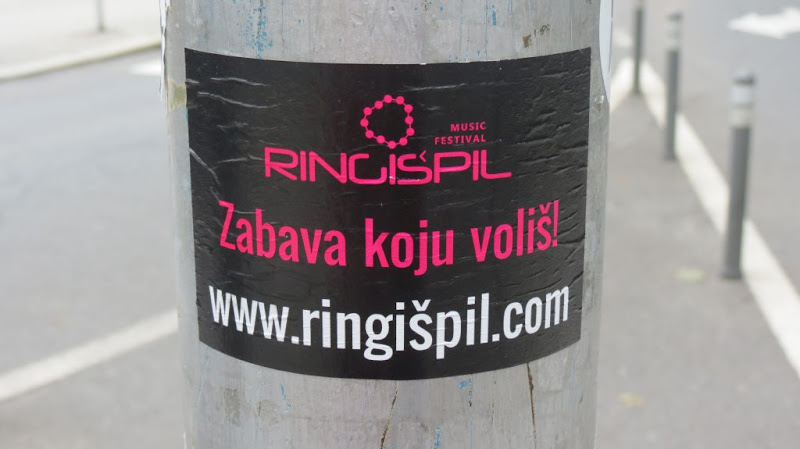 MUSIC
FESTIVAL
RINGIŠPIL
Zabava koju voliš!
www.ringišpil.com